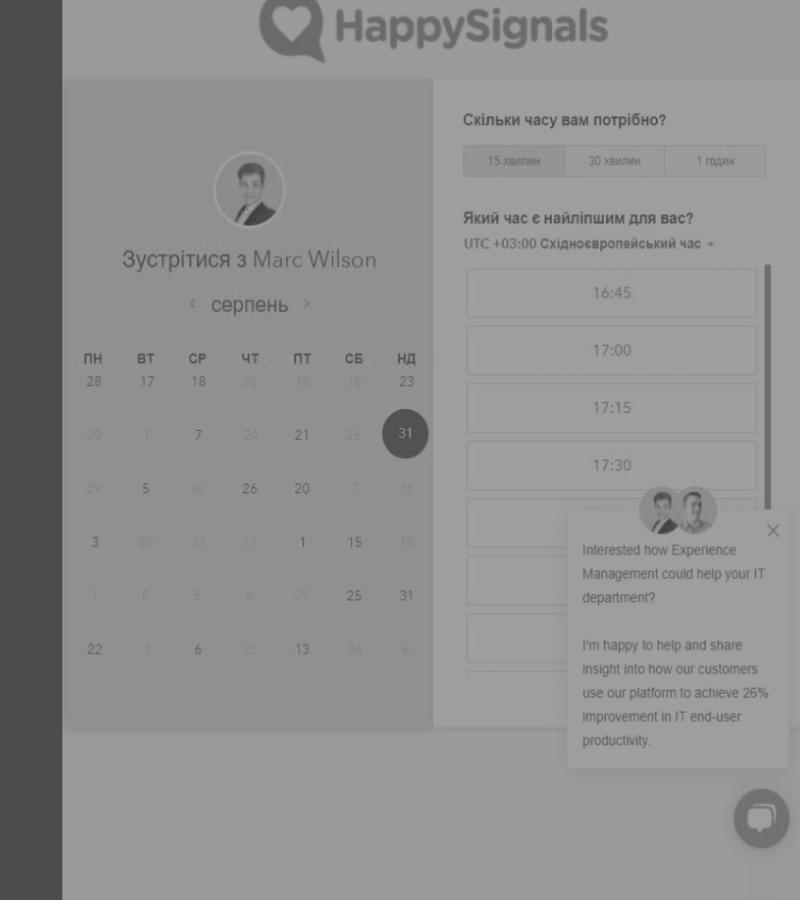 HappySignals
Зустрітися з Marc Wilson
серпень
ПН ВТ СР ЧТ ПТ СБ НД
28 17 18 26 16 15 23
20 1 7 24 21 26 31
29 5 30 26 20 7 16
3 20 31 11 1 15 10
1 6 5 6 21 25 31
22 3 6 22 13 24 6
Скільки часу вам потрібно?
15 хвилин 30 хвилин 1 годин
Який час є найліпшим для вас?
UTC +03:00 Східноєвропейський час
16:45
17:00
17:15
17:30
Interested how Experience
Management could help your IT
department?
I'm happy to help and share
insight into how our customers
use our platform to achieve 26%
improvement in IT end-user
productivity.